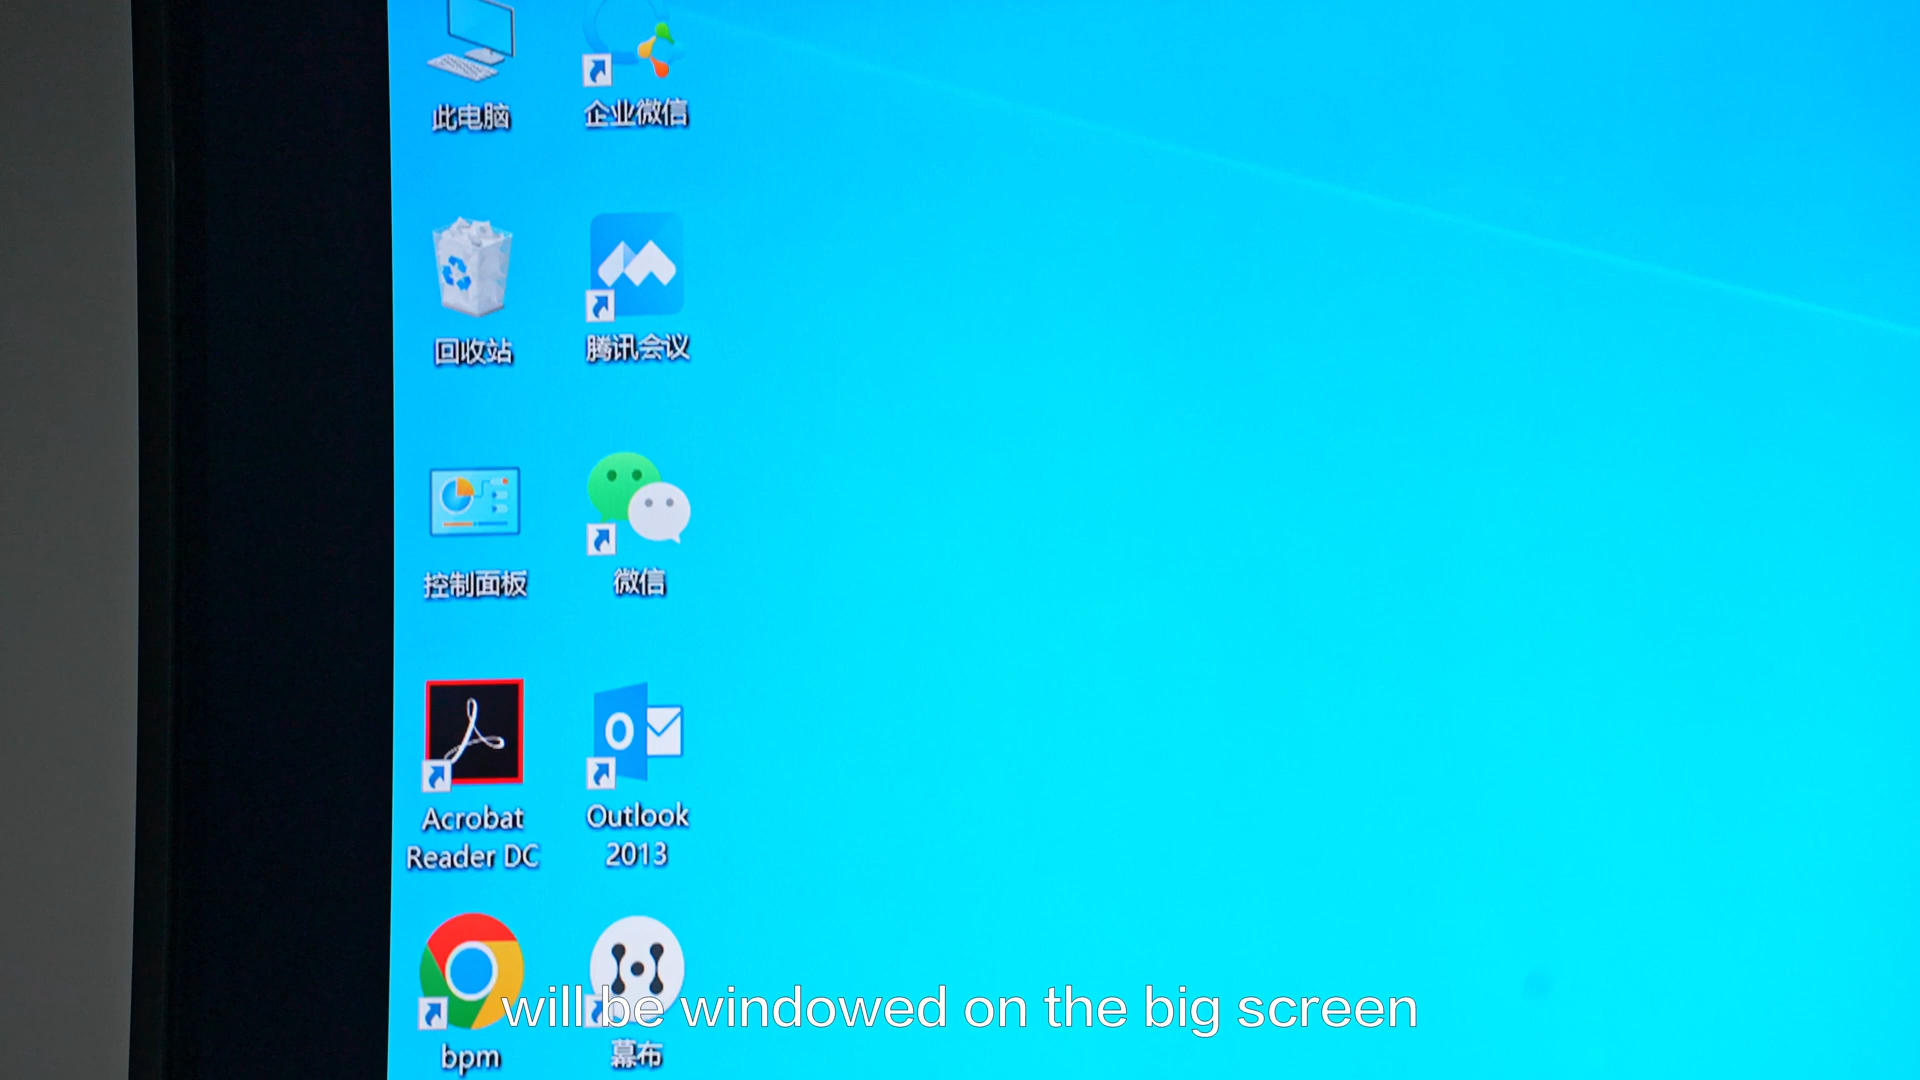 此电脑
企业微信
回收站
腾讯会议
控制面板
微信
Acrobat
Reader DC
Outlook
2013
bpm
幕布
will be windowed on the big screen